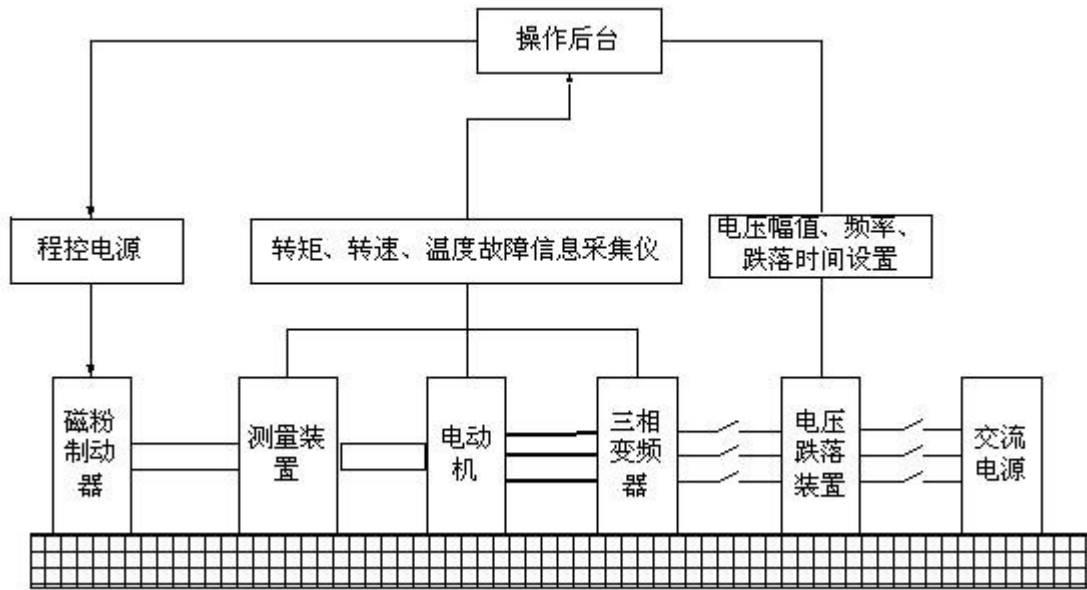 操作后台
程控电源
转矩、转速、温度故障信息采集仪
电压幅值、频率、
跌落时间设置
磁粉
制动
器
测量装
置
电动
机
三相
变频
器
电压
跌落
装置
交流
电源